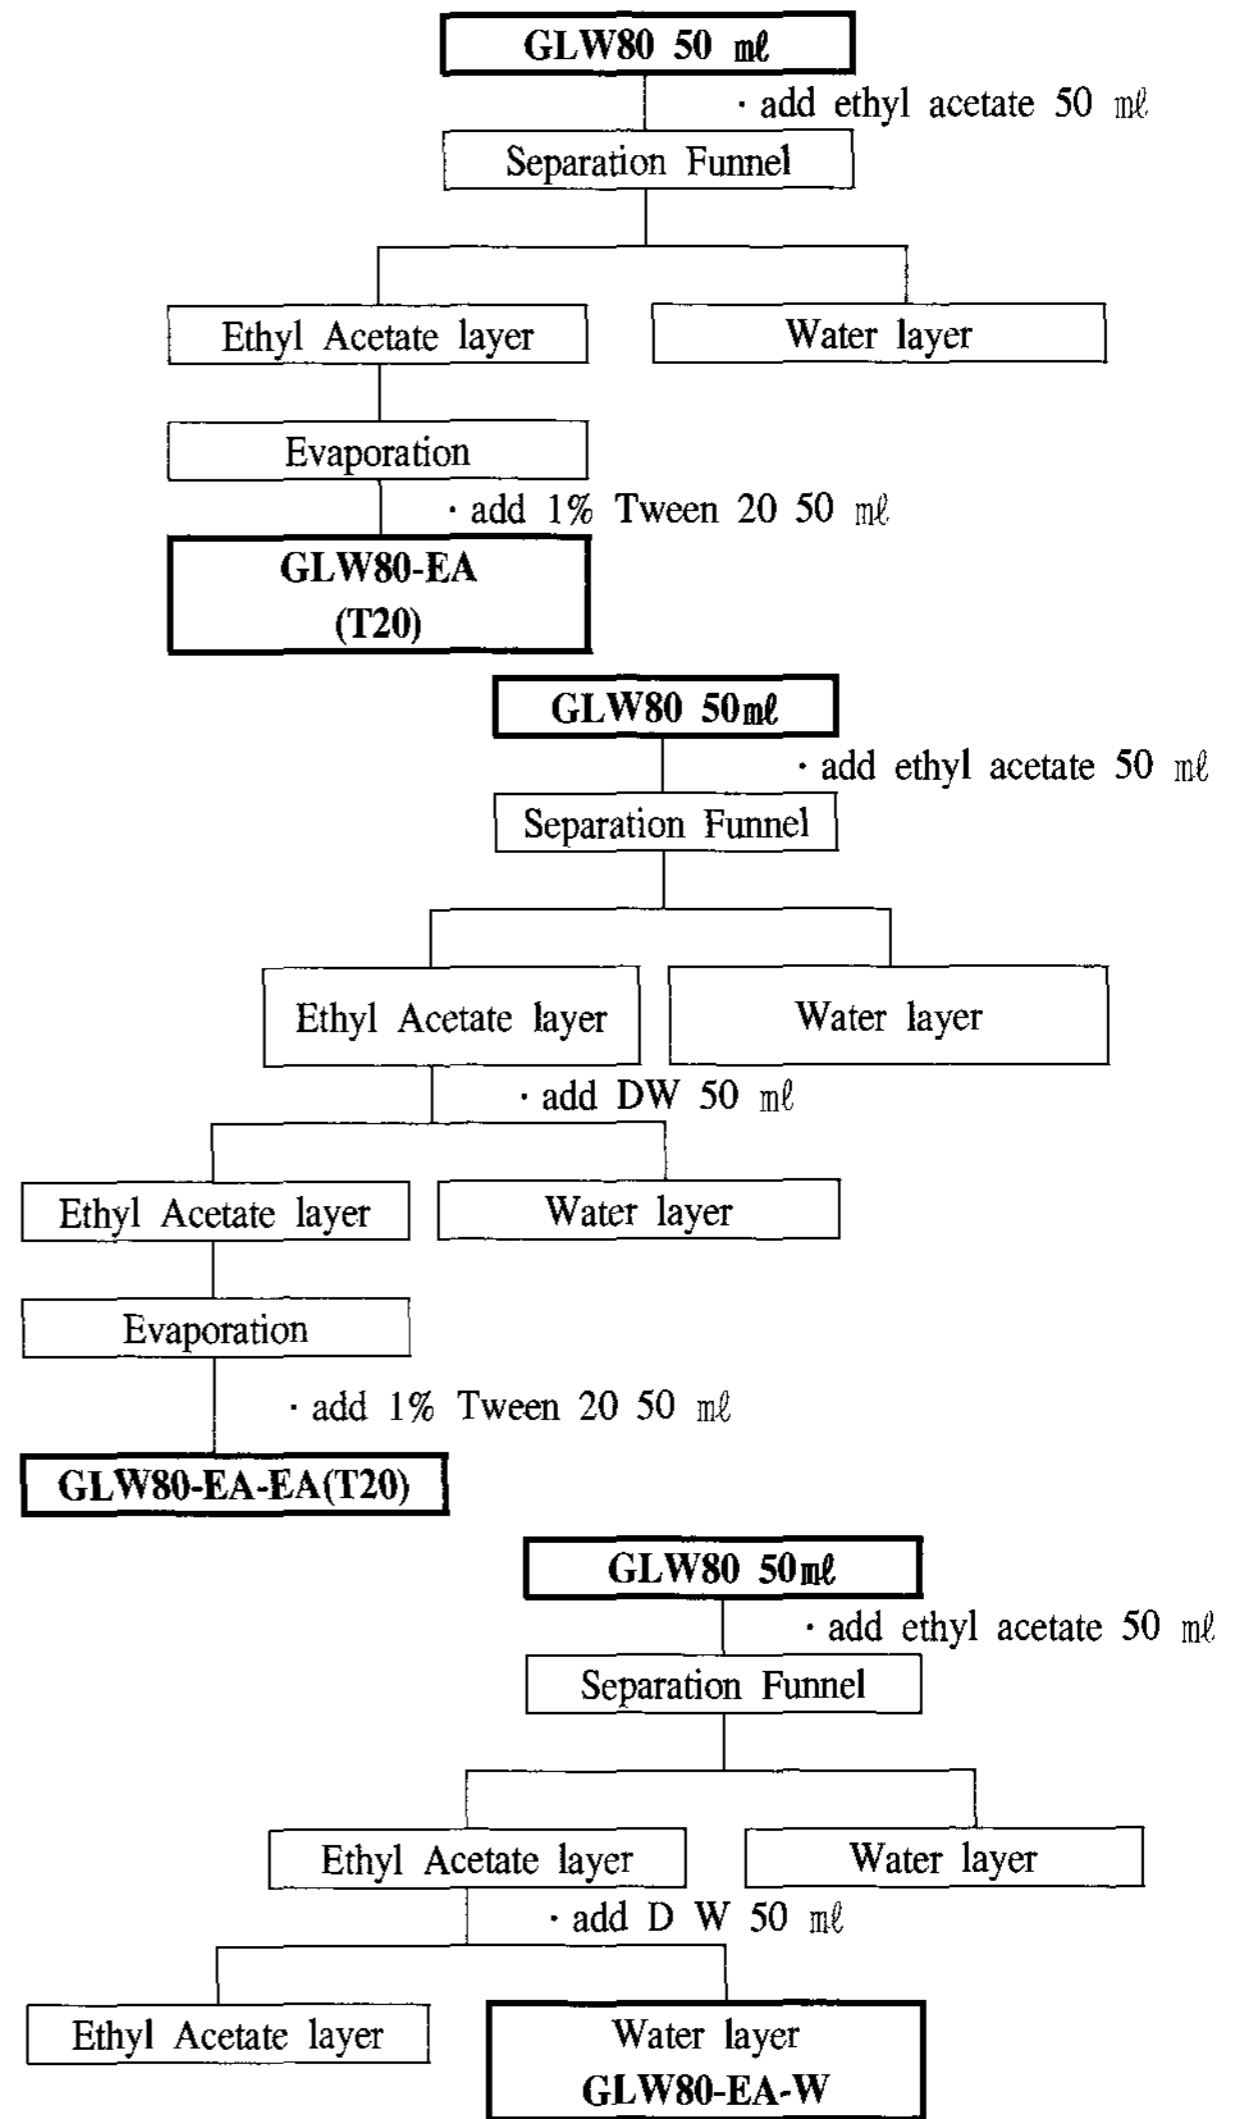 GLW80 50 ㎖
· add ethyl acetate 50 ㎖
Separation Funnel
Ethyl Acetate layer
Water layer
Evaporation
· add 1% Tween 20 50 ㎖
GLW80-EA
(T20)
GLW80 50㎖
· add ethyl acetate 50 ㎖
Separation Funnel
Ethyl Acetate layer
Water layer
· add DW 50 ㎖
Ethyl Acetate layer
Water layer
Evaporation
· add 1% Tween 20 50 ㎖
GLW80-EA-EA(T20)
GLW80 50㎖
· add ethyl acetate 50 ㎖
Separation Funnel
Ethyl Acetate layer
Water layer
· add D W 50 ㎖
Ethyl Acetate layer
Water layer
GLW80-EA-W